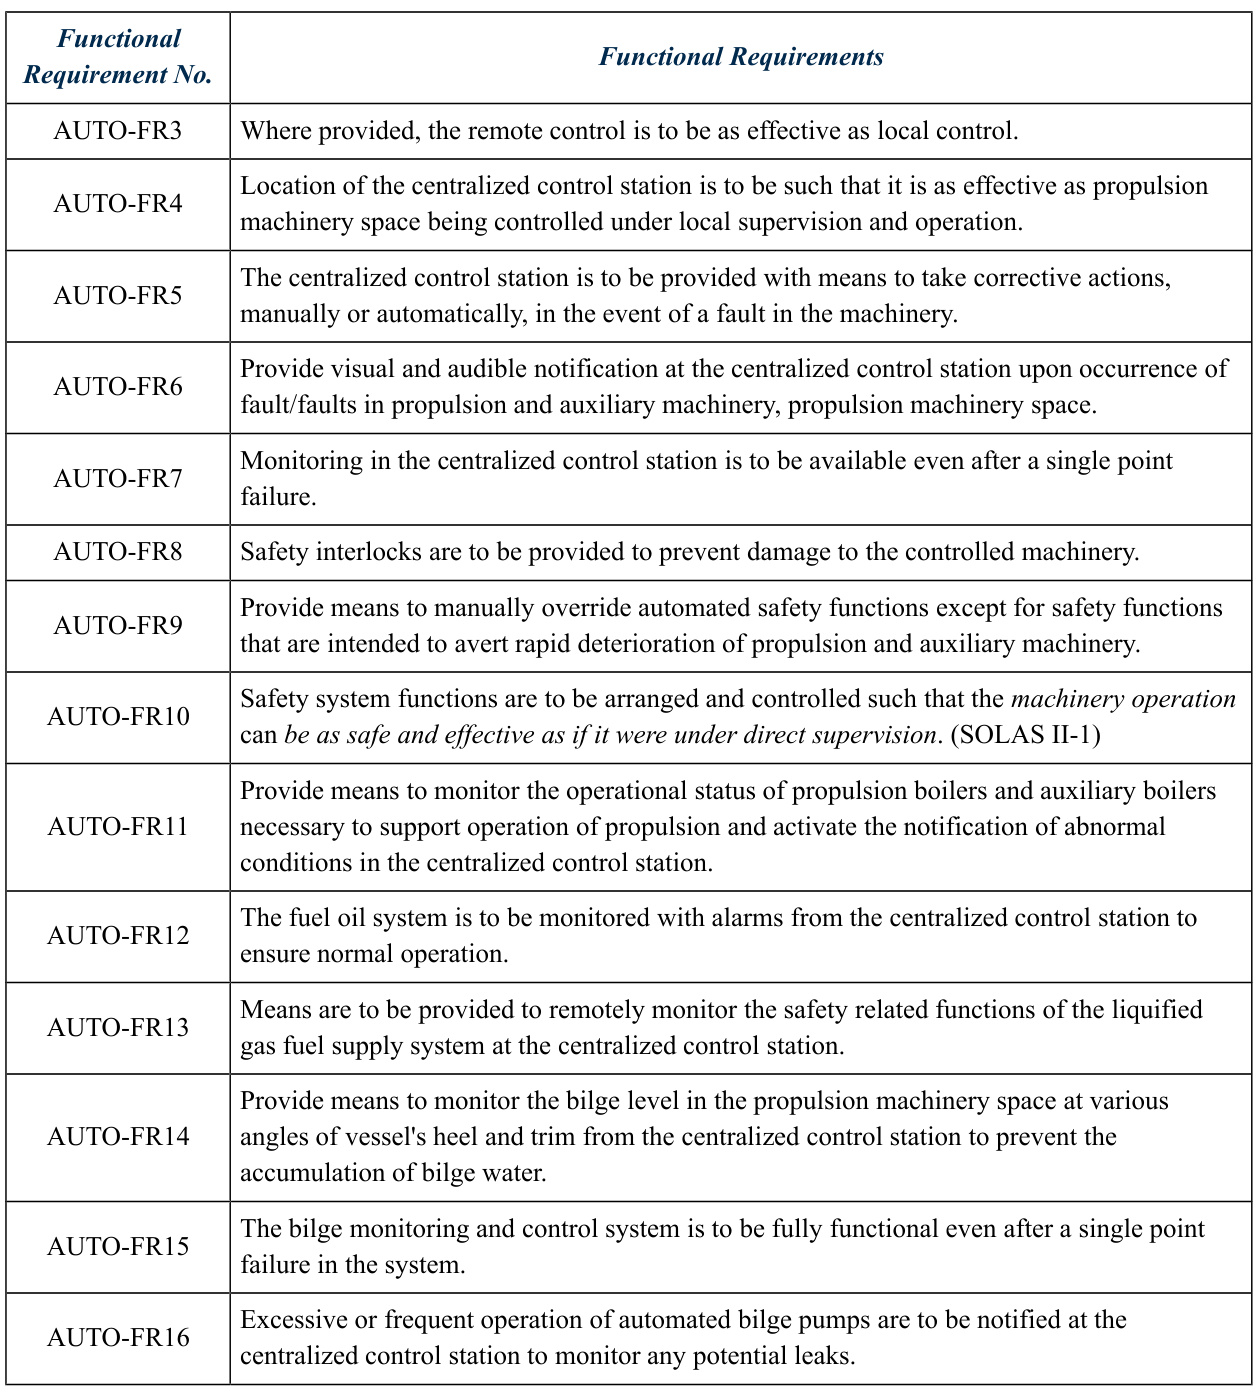 Functional
Requirement No.
Functional Requirements
AUTO-FR3
Where provided, the remote control is to be as effective as local control.
AUTO-FR4
Location of the centralized control station is to be such that it is as effective as propulsion
machinery space being controlled under local supervision and operation.
AUTO-FR5
The centralized control station is to be provided with means to take corrective actions,
manually or automatically, in the event of a fault in the machinery.
AUTO-FR6
Provide visual and audible notification at the centralized control station upon occurrence of
fault/faults in propulsion and auxiliary machinery, propulsion machinery space.
AUTO-FR7
Monitoring in the centralized control station is to be available even after a single point
failure.
AUTO-FR8
Safety interlocks are to be provided to prevent damage to the controlled machinery.
AUTO-FR9
Provide means to manually override automated safety functions except for safety functions
that are intended to avert rapid deterioration of propulsion and auxiliary machinery.
AUTO-FR10
Safety system functions are to be arranged and controlled such that the machinery operation
can be as safe and effective as if it were under direct supervision. (SOLAS II-1)
AUTO-FR11
Provide means to monitor the operational status of propulsion boilers and auxiliary boilers
necessary to support operation of propulsion and activate the notification of abnormal
conditions in the centralized control station.
AUTO-FR12
The fuel oil system is to be monitored with alarms from the centralized control station to
ensure normal operation.
AUTO-FR13
Means are to be provided to remotely monitor the safety related functions of the liquified
gas fuel supply system at the centralized control station.
AUTO-FR14
Provide means to monitor the bilge level in the propulsion machinery space at various
angles of vessel's heel and trim from the centralized control station to prevent the
accumulation of bilge water.
AUTO-FR15
The bilge monitoring and control system is to be fully functional even after a single point
failure in the system.
AUTO-FR16
Excessive or frequent operation of automated bilge pumps are to be notified at the
centralized control station to monitor any potential leaks.